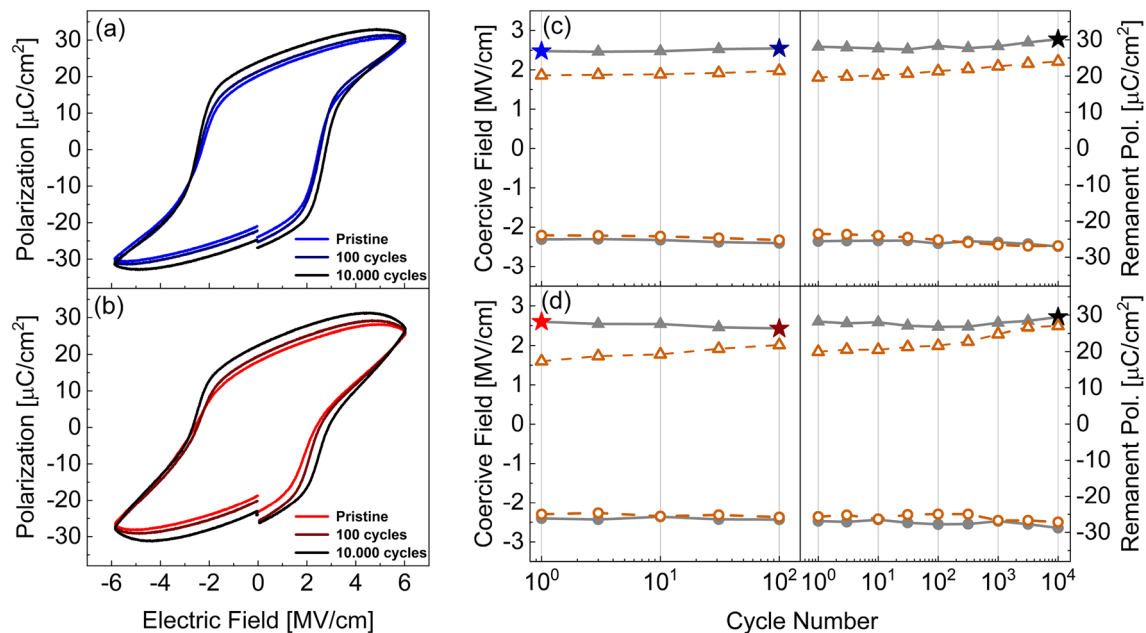 (a)
30
20
10
0
-10
-20
-30
Polarization [µC/cm²]
Pristine
100 cycles
10.000 cycles
(b)
30
20
10
0
-10
-20
-30
Polarization [µC/cm²]
Pristine
100 cycles
10.000 cycles
-6 -4 -2 0 2 4 6
Electric Field [MV/cm]
(c)
3
2
1
0
-1
-2
-3
Coercive Field [MV/cm]
30
20
10
0
-10
-20
-30
Remanent Pol. [µC/cm²]
(d)
3
2
1
0
-1
-2
-3
Coercive Field [MV/cm]
30
20
10
0
-10
-20
-30
Remanent Pol. [µC/cm²]
10⁰ 10¹ 10² 10⁰ 10¹ 10² 10³ 10⁴
Cycle Number